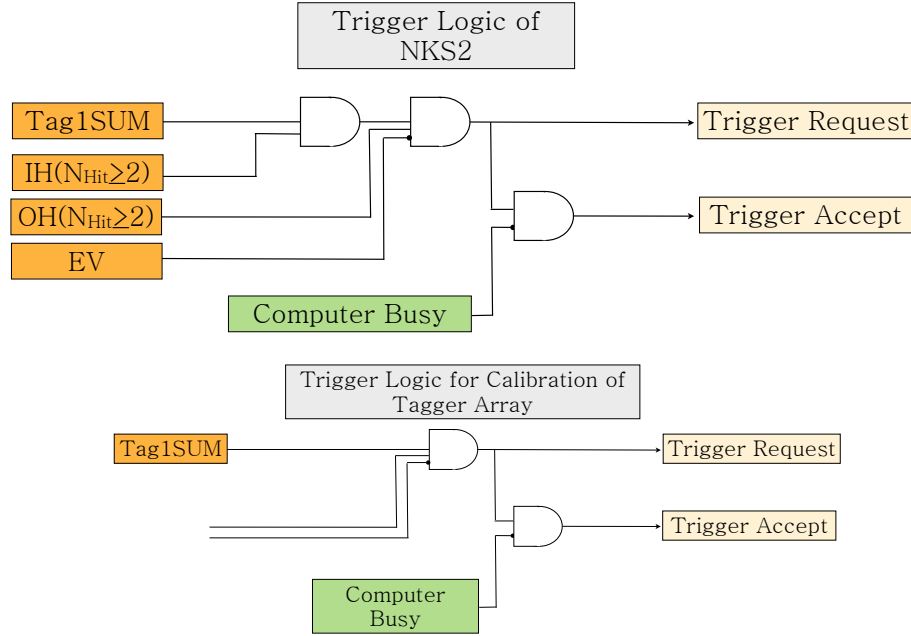 Trigger Logic of
NKS2
Tag1SUM
IH(NHit≥2)
OH(NHit≥2)
EV
Computer Busy
Trigger Request
Trigger Accept
Trigger Logic for Calibration of
Tagger Array
Tag1SUM
Computer
Busy
Trigger Request
Trigger Accept